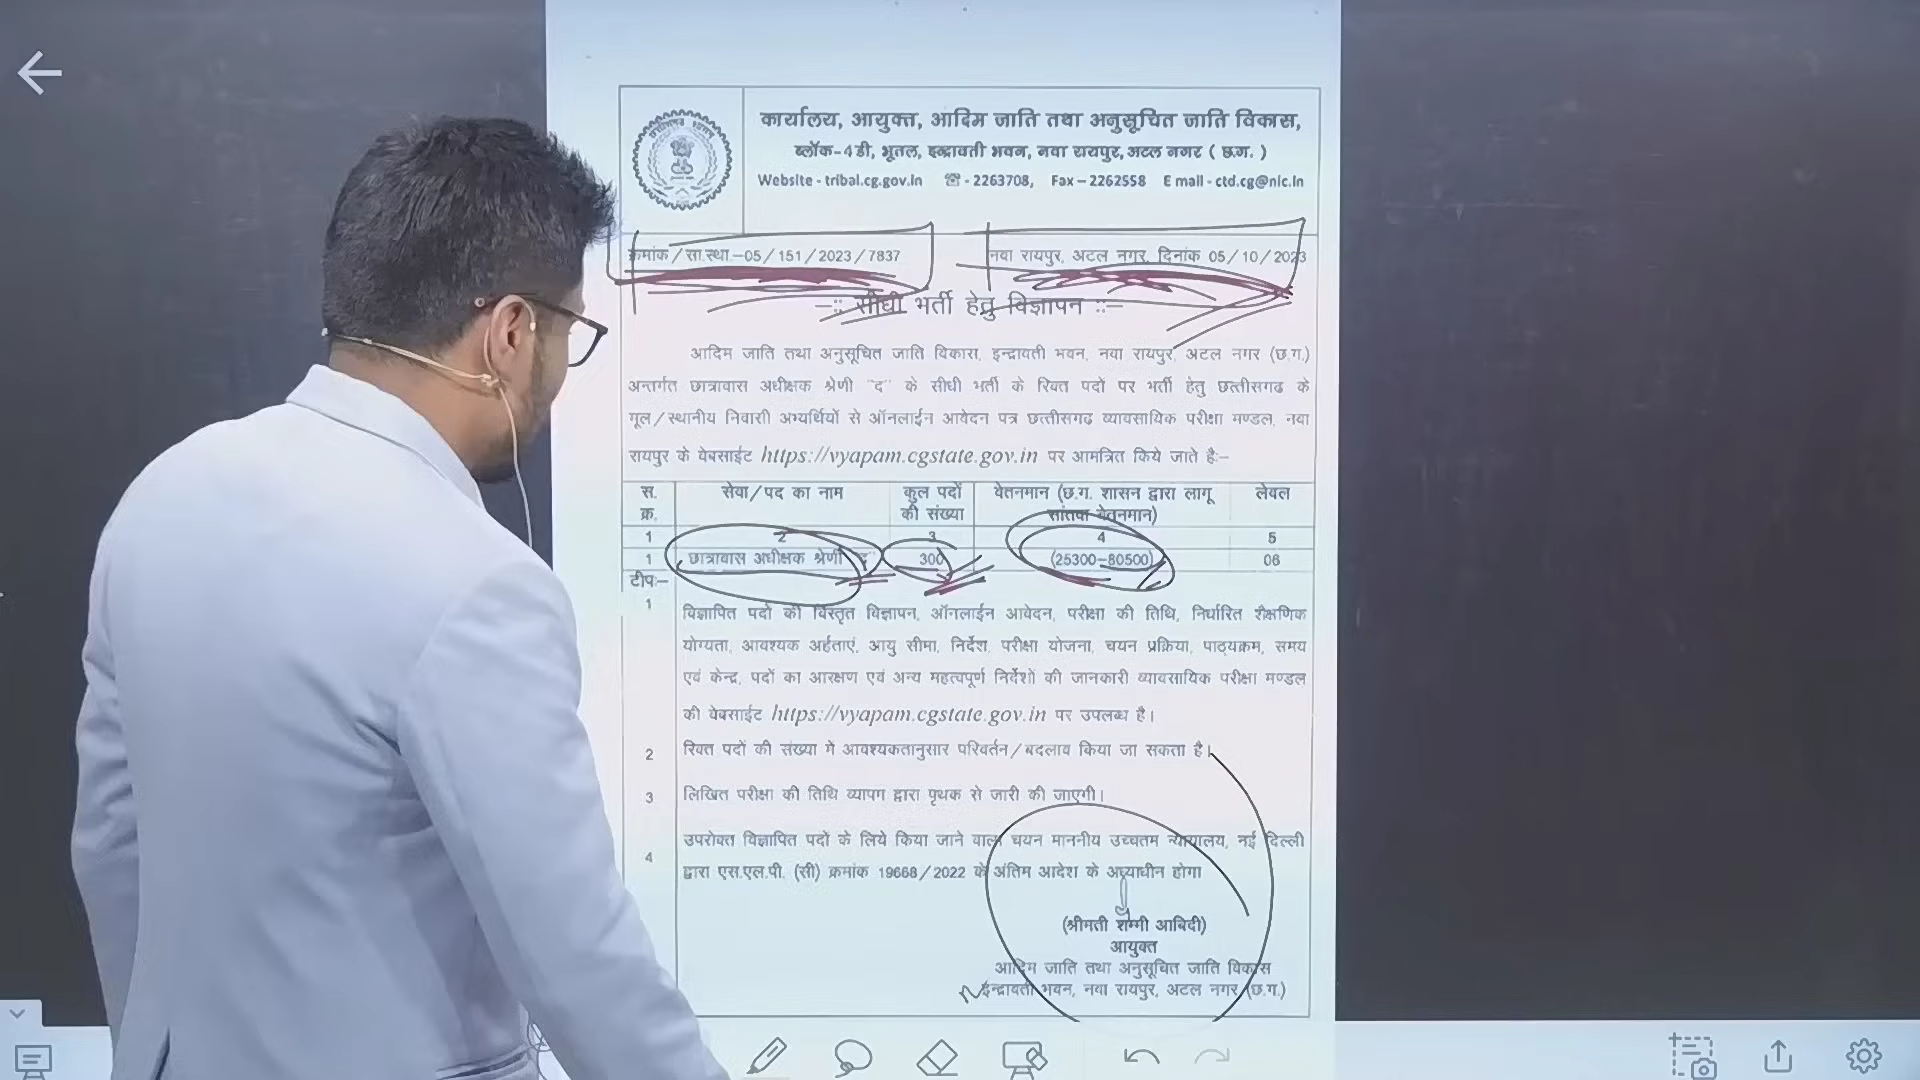 कार्यालय, आयुक्त, आदिम जाति तथा अनुसूचित जाति विकास,
ब्लॉक-4डी, भूतल, इन्द्रावती भवन, नवा रायपुर, अटल नगर ( छ.ग. )
Website - tribal.cg.gov.in ☏ - 2263708, Fax – 2262558 E mail - ctd.cg@nic.in
क्रमांक/सा.स्था.-05/151/2023/7837 नवा रायपुर, अटल नगर, दिनांक 05/10/2023
-:: सीधी भर्ती हेतु विज्ञापन ::-
आदिम जाति तथा अनुसूचित जाति विकास, इन्द्रावती भवन, नवा रायपुर, अटल नगर (छ.ग.)
अन्तर्गत छात्रावास अधीक्षक श्रेणी "द" के सीधी भर्ती के रिक्त पदों पर भर्ती हेतु छत्तीसगढ के
मूल/स्थानीय निवासी अभ्यर्थियों से ऑनलाईन आवेदन पत्र छत्तीसगढ व्यावसायिक परीक्षा मण्डल, नवा
रायपुर के वेबसाईट https://vyapam.cgstate.gov.in पर आमंत्रित किये जाते है:-
स. क्र. सेवा/पद का नाम कुल पदों की संख्या वेतनमान (छ.ग. शासन द्वारा लागू सांतवा वेतनमान) लेवल
1 2 3 4 5
1 छात्रावास अधीक्षक श्रेणी "द" 300 (25300-80500) 06
टीप:-
1 विज्ञापित पदों की विस्तृत विज्ञापन, ऑनलाईन आवेदन, परीक्षा की तिथि, निर्धारित शैक्षणिक
योग्यता, आवश्यक अर्हताएं, आयु सीमा, निर्देश, परीक्षा योजना, चयन प्रक्रिया, पाठ्यक्रम, समय
एवं केन्द्र, पदों का आरक्षण एवं अन्य महत्वपूर्ण निर्देशों की जानकारी व्यावसायिक परीक्षा मण्डल
की वेबसाईट https://vyapam.cgstate.gov.in पर उपलब्ध है।
2 रिक्त पदों की संख्या में आवश्यकतानुसार परिवर्तन/बदलाव किया जा सकता है।
3 लिखित परीक्षा की तिथि व्यापम द्वारा पृथक से जारी की जाएगी।
4 उपरोक्त विज्ञापित पदों के लिये किया जाने वाला चयन माननीय उच्चतम न्यायालय, नई दिल्ली
द्वारा एस.एल.पी. (सी) क्रमांक 19668/2022 के अंतिम आदेश के अध्याधीन होगा
(श्रीमती शम्मी आबिदी)
आयुक्त
आदिम जाति तथा अनुसूचित जाति विकास
इन्द्रावती भवन, नवा रायपुर, अटल नगर (छ.ग.)